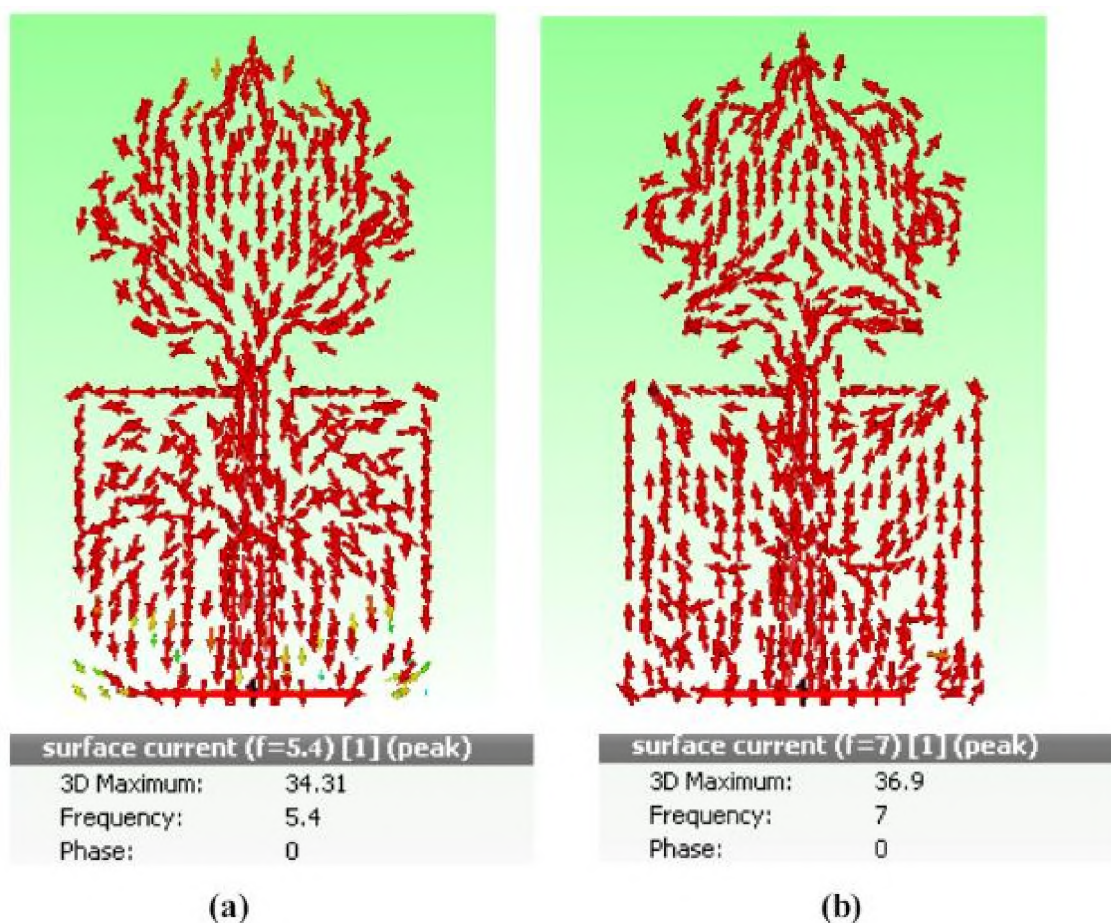 surface current (f=5.4) [1] (peak)
3D Maximum: 34.31
Frequency: 5.4
Phase: 0
(a)
surface current (f=7) [1] (peak)
3D Maximum: 36.9
Frequency: 7
Phase: 0
(b)